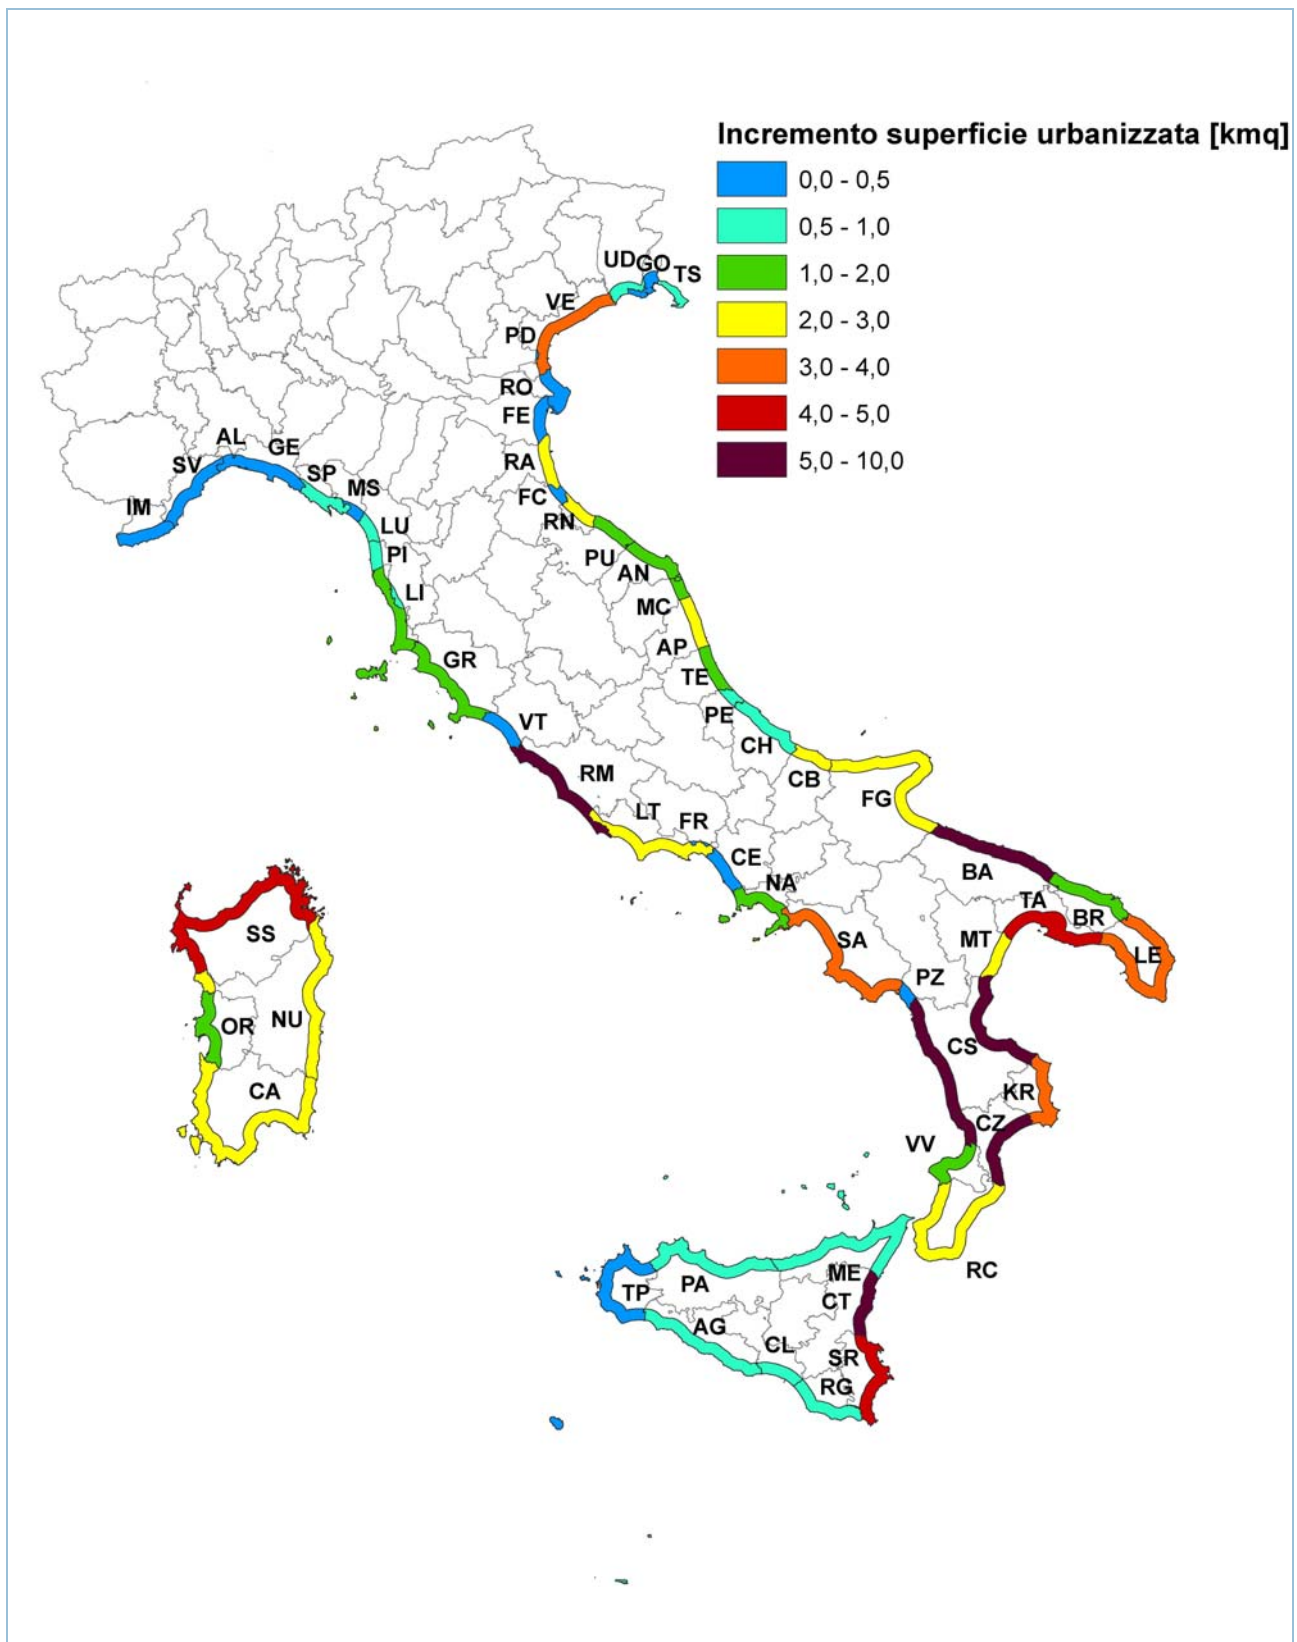 Incremento superficie urbanizzata [kmq]
0,0 - 0,5
0,5 - 1,0
1,0 - 2,0
2,0 - 3,0
3,0 - 4,0
4,0 - 5,0
5,0 - 10,0
UD
GO
TS
VE
PD
RO
FE
AL
GE
SV
RA
SP
MS
FC
IM
RN
LU
PI
PU
AN
LI
MC
AP
GR
TE
PE
VT
CH
RM
CB
FG
LT
FR
CE
BA
NA
TA
BR
SS
SA
MT
LE
PZ
OR
NU
CS
CA
KR
CZ
VV
RC
ME
PA
TP
CT
AG
CL
SR
RG